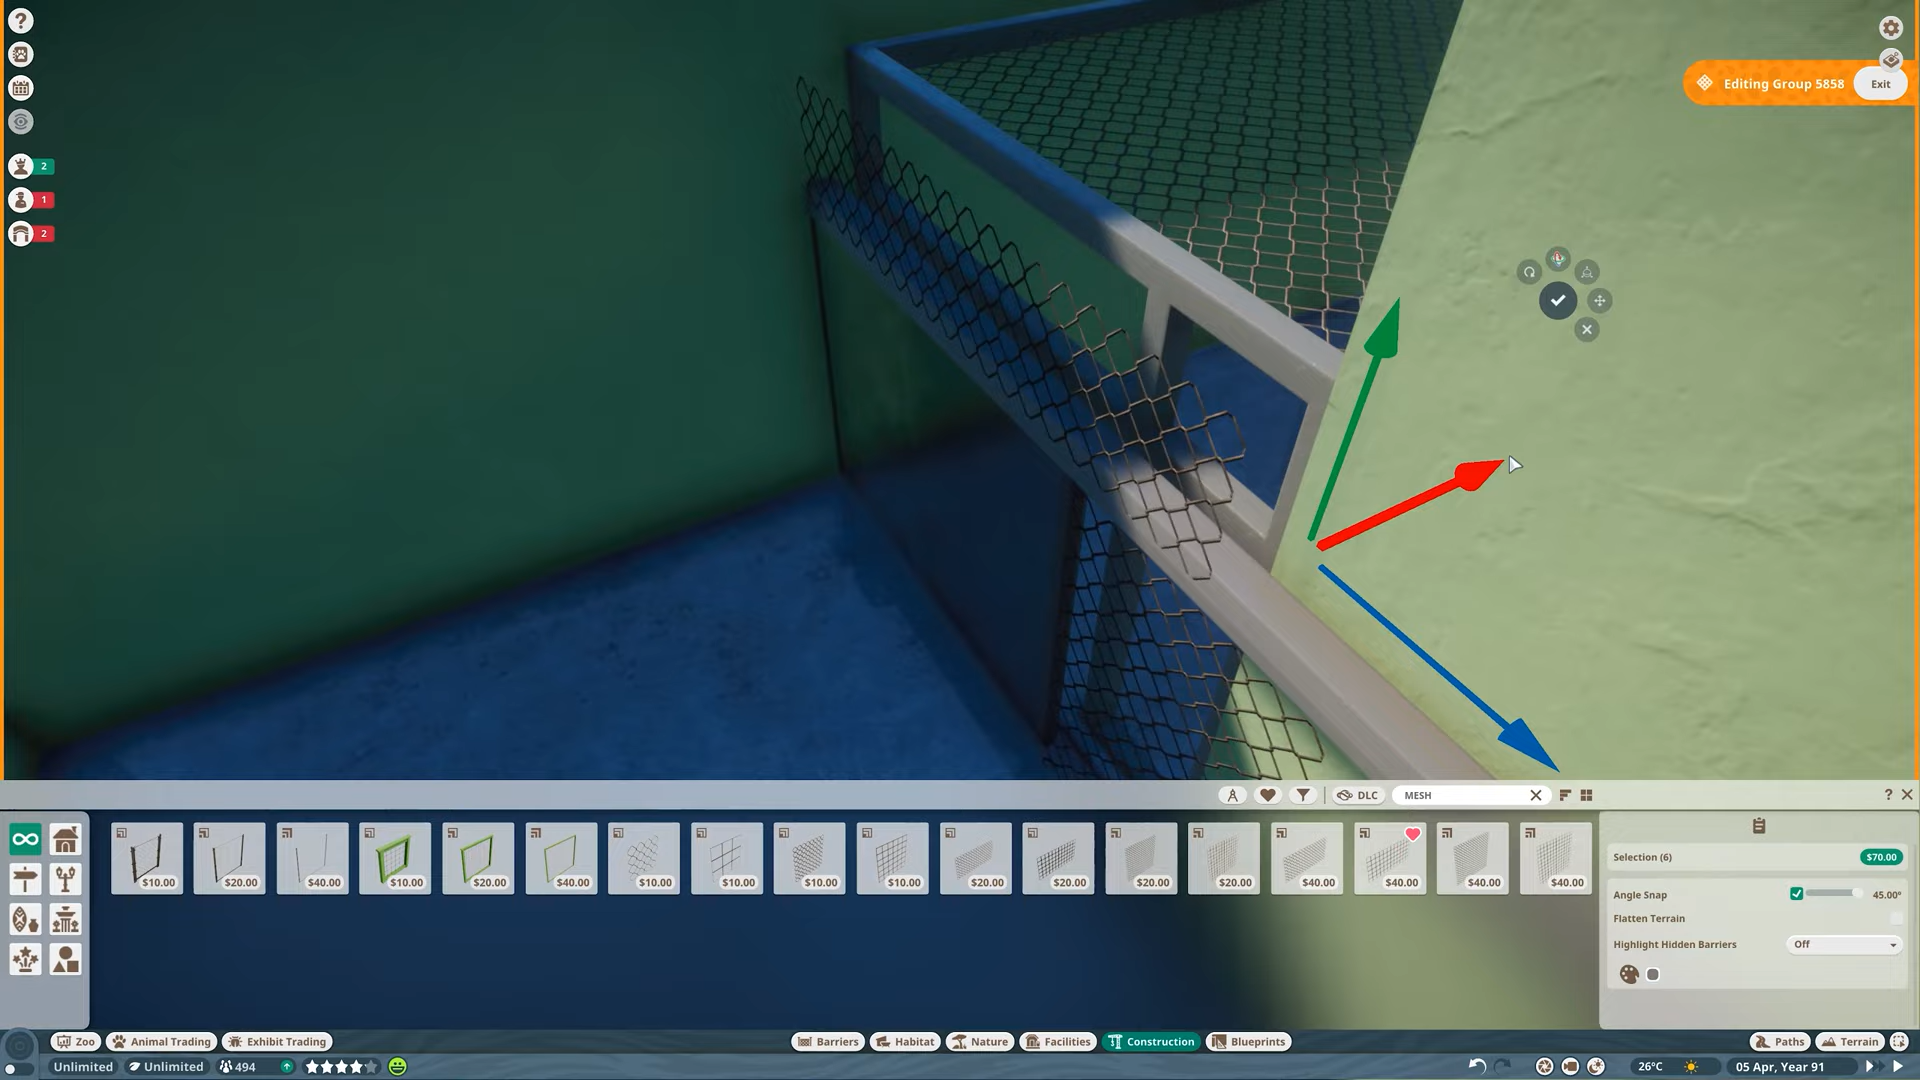 ?
Editing Group 5858
Exit
2
1
2
DLC
MESH
?
$10.00
$20.00
$40.00
$10.00
$20.00
$40.00
$10.00
$10.00
$10.00
$10.00
$20.00
$20.00
$20.00
$20.00
$40.00
$40.00
$40.00
$40.00
Selection (6)
$70.00
Angle Snap
45.00°
Flatten Terrain
Highlight Hidden Barriers
Off
Zoo
Animal Trading
Exhibit Trading
Barriers
Habitat
Nature
Facilities
Construction
Blueprints
Paths
Terrain
Unlimited
Unlimited
494
26°C
05 Apr, Year 91